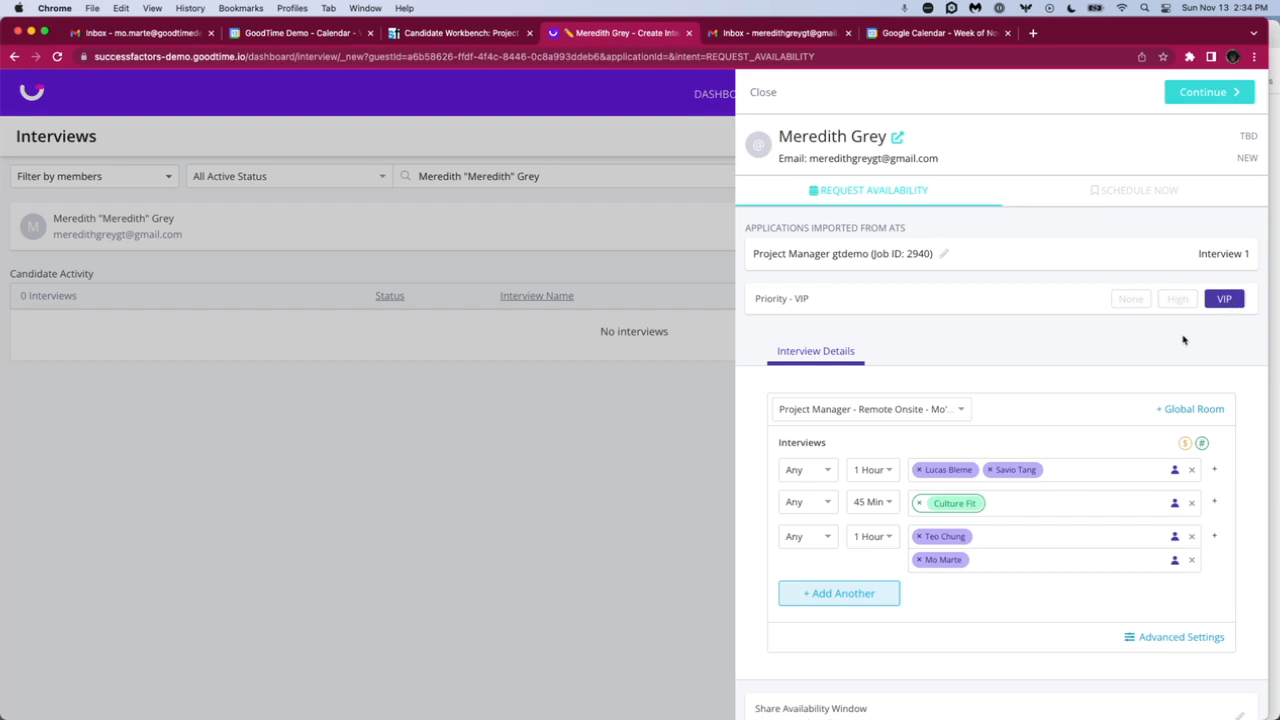 Chrome File Edit View History Bookmarks Profiles Tab Window Help Sun Nov 13 2:34 PM
Inbox - mo.marte@goodtimede × GoodTime Demo - Calendar - × Candidate Workbench: Project × Meredith Grey - Create Inte × Inbox - meredithgreygt@gmail. × Google Calendar - Week of No × +
successfactors-demo.goodtime.io/dashboard/interview/_new?guestId=a6b58626-ffdf-4f4c-8446-0c8a993ddeb6&applicationId=&intent=REQUEST_AVAILABILITY
DASHBO
Interviews
Filter by members All Active Status Meredith "Meredith" Grey
M
Meredith "Meredith" Grey
meredithgreygt@gmail.com
Candidate Activity
0 Interviews Status Interview Name
No interviews
Close Continue
@
Meredith Grey TBD
Email: meredithgreygt@gmail.com NEW
REQUEST AVAILABILITY SCHEDULE NOW
APPLICATIONS IMPORTED FROM ATS
Project Manager gtdemo (Job ID: 2940) Interview 1
Priority - VIP None High VIP
Interview Details
Project Manager - Remote Onsite - Mo'... + Global Room
Interviews $ #
Any 1 Hour × Lucas Bleme × Savio Tang × +
Any 45 Min × Culture Fit × +
Any 1 Hour × Teo Chung × +
× Mo Marte ×
+ Add Another
Advanced Settings
Share Availability Window